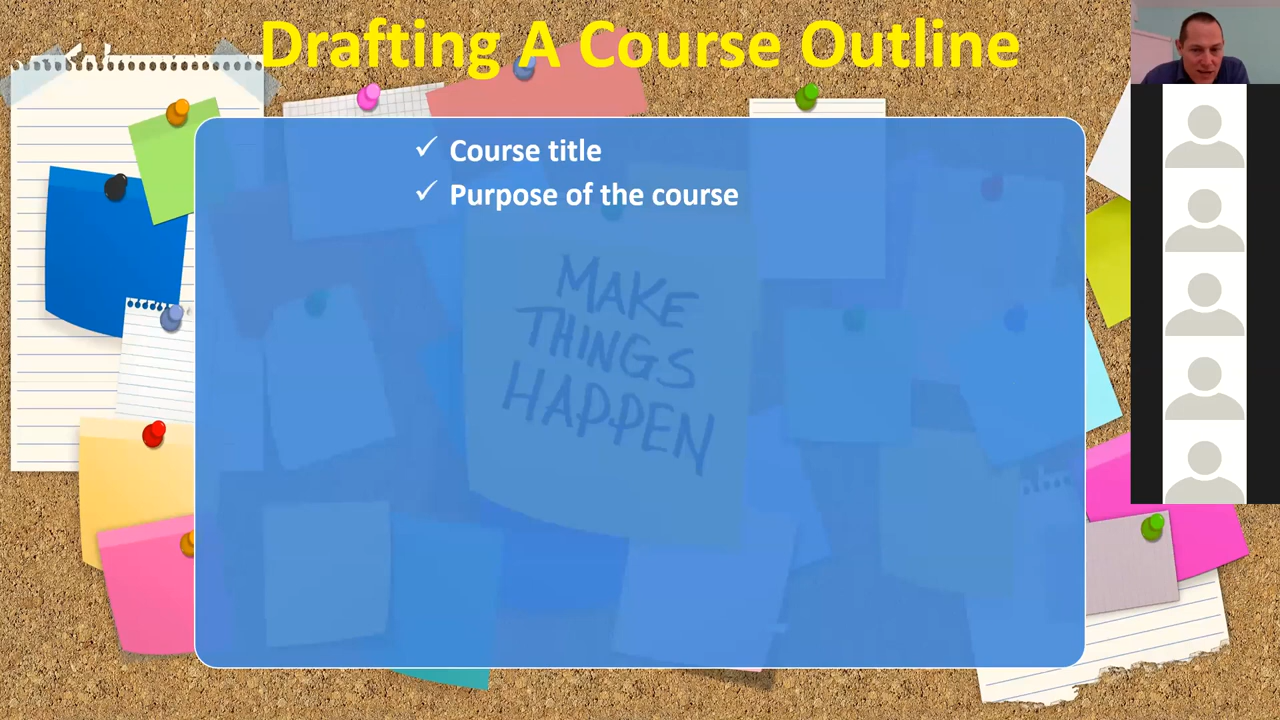 Drafting A Course Outline
✓ Course title
✓ Purpose of the course
MAKE
THINGS
HAPPEN